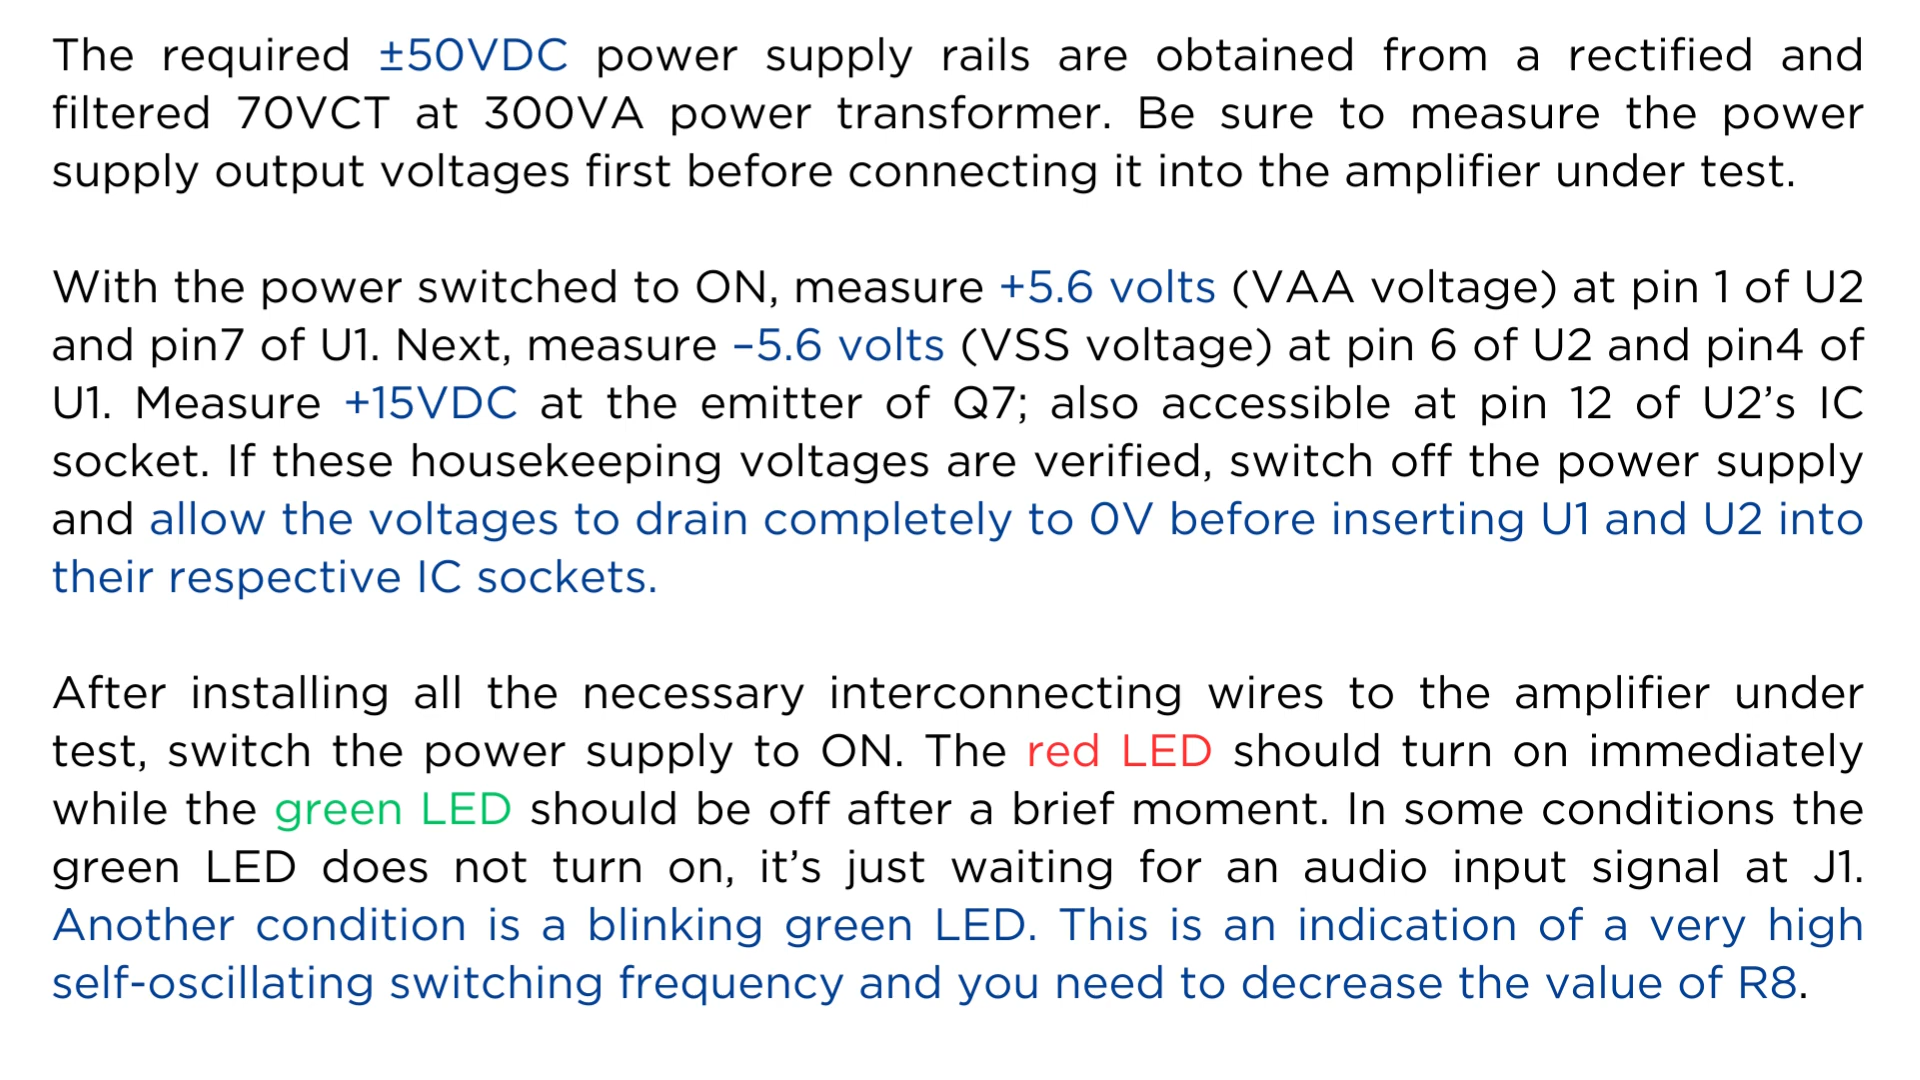 The required ±50VDC power supply rails are obtained from a rectified and
filtered 70VCT at 300VA power transformer. Be sure to measure the power
supply output voltages first before connecting it into the amplifier under test.
With the power switched to ON, measure +5.6 volts (VAA voltage) at pin 1 of U2
and pin7 of U1. Next, measure –5.6 volts (VSS voltage) at pin 6 of U2 and pin4 of
U1. Measure +15VDC at the emitter of Q7; also accessible at pin 12 of U2’s IC
socket. If these housekeeping voltages are verified, switch off the power supply
and allow the voltages to drain completely to 0V before inserting U1 and U2 into
their respective IC sockets.
After installing all the necessary interconnecting wires to the amplifier under
test, switch the power supply to ON. The red LED should turn on immediately
while the green LED should be off after a brief moment. In some conditions the
green LED does not turn on, it’s just waiting for an audio input signal at J1.
Another condition is a blinking green LED. This is an indication of a very high
self-oscillating switching frequency and you need to decrease the value of R8.